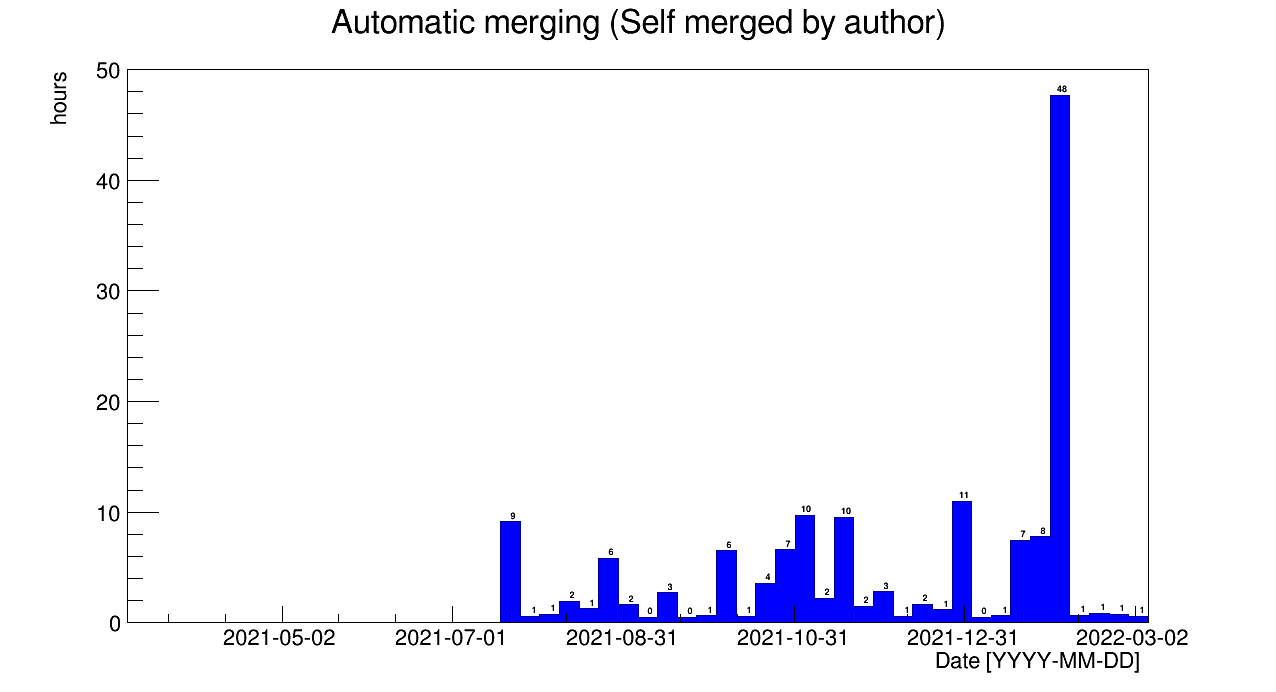 Automatic merging (Self merged by author)
hours
50
40
30
20
10
0
9 1 1 2 1 6 2 0 3 0 1 6 1 4 7 10 2 10 2 3 1 2 1 11 0 1 7 8 48 1 1 1 1
2021-05-02 2021-07-01 2021-08-31 2021-10-31 2021-12-31 2022-03-02
Date [YYYY-MM-DD]